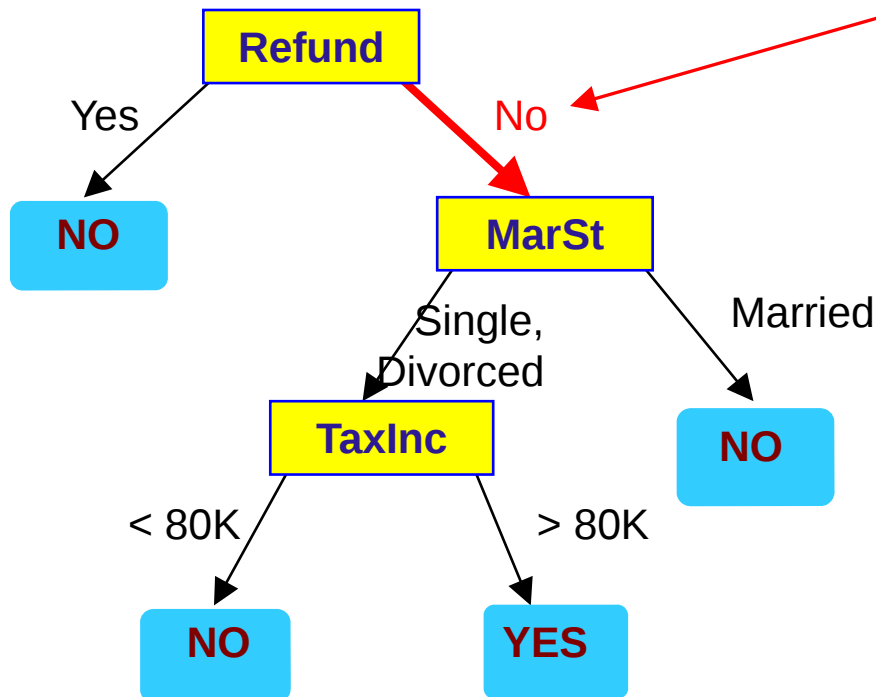 Refund
Yes
No
NO
MarSt
Single,
Divorced
Married
TaxInc
NO
< 80K
> 80K
NO
YES